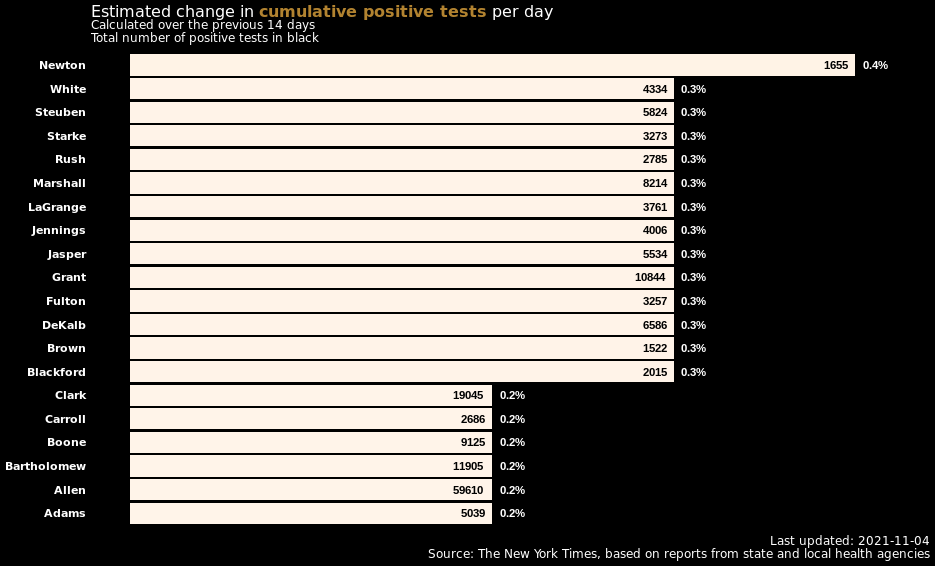 Estimated change in cumulative positive tests per day
Calculated over the previous 14 days
Total number of positive tests in black
Newton 1655 0.4%
White 4334 0.3%
Steuben 5824 0.3%
Starke 3273 0.3%
Rush 2785 0.3%
Marshall 8214 0.3%
LaGrange 3761 0.3%
Jennings 4006 0.3%
Jasper 5534 0.3%
Grant 10844 0.3%
Fulton 3257 0.3%
DeKalb 6586 0.3%
Brown 1522 0.3%
Blackford 2015 0.3%
Clark 19045 0.2%
Carroll 2686 0.2%
Boone 9125 0.2%
Bartholomew 11905 0.2%
Allen 59610 0.2%
Adams 5039 0.2%
Last updated: 2021-11-04
Source: The New York Times, based on reports from state and local health agencies